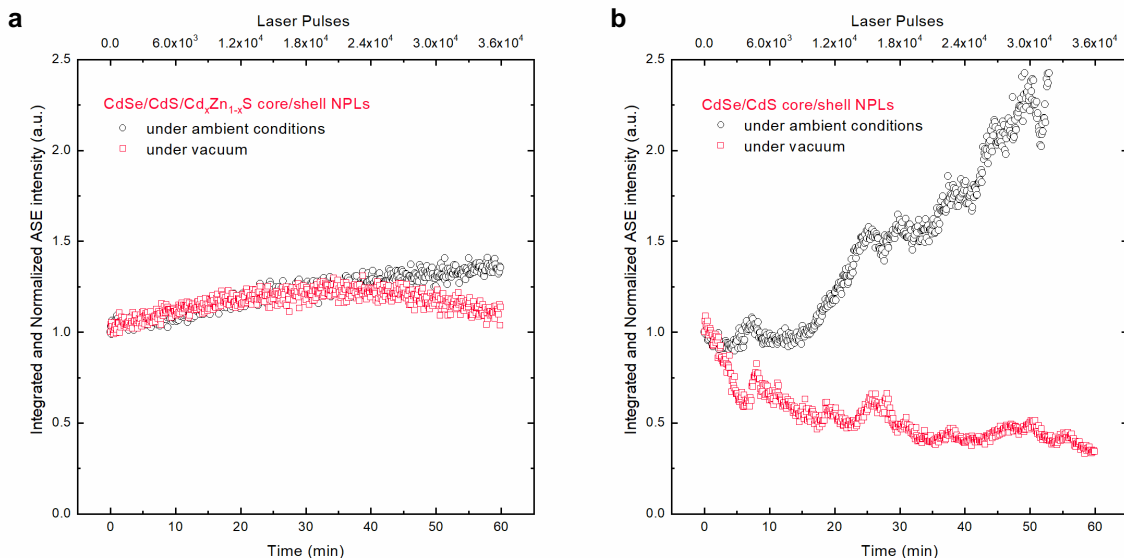 a
Laser Pulses
0.0 6.0x10³ 1.2x10⁴ 1.8x10⁴ 2.4x10⁴ 3.0x10⁴ 3.6x10⁴
2.5
2.0
1.5
1.0
0.5
0.0
Integrated and Normalized ASE intensity (a.u.)
CdSe/CdS/CdₓZn₁₋ₓS core/shell NPLs
under ambient conditions
under vacuum
0 10 20 30 40 50 60
Time (min)
b
Laser Pulses
0.0 6.0x10³ 1.2x10⁴ 1.8x10⁴ 2.4x10⁴ 3.0x10⁴ 3.6x10⁴
2.5
2.0
1.5
1.0
0.5
0.0
Integrated and Normalized ASE intensity (a.u.)
CdSe/CdS core/shell NPLs
under ambient conditions
under vacuum
0 10 20 30 40 50 60
Time (min)